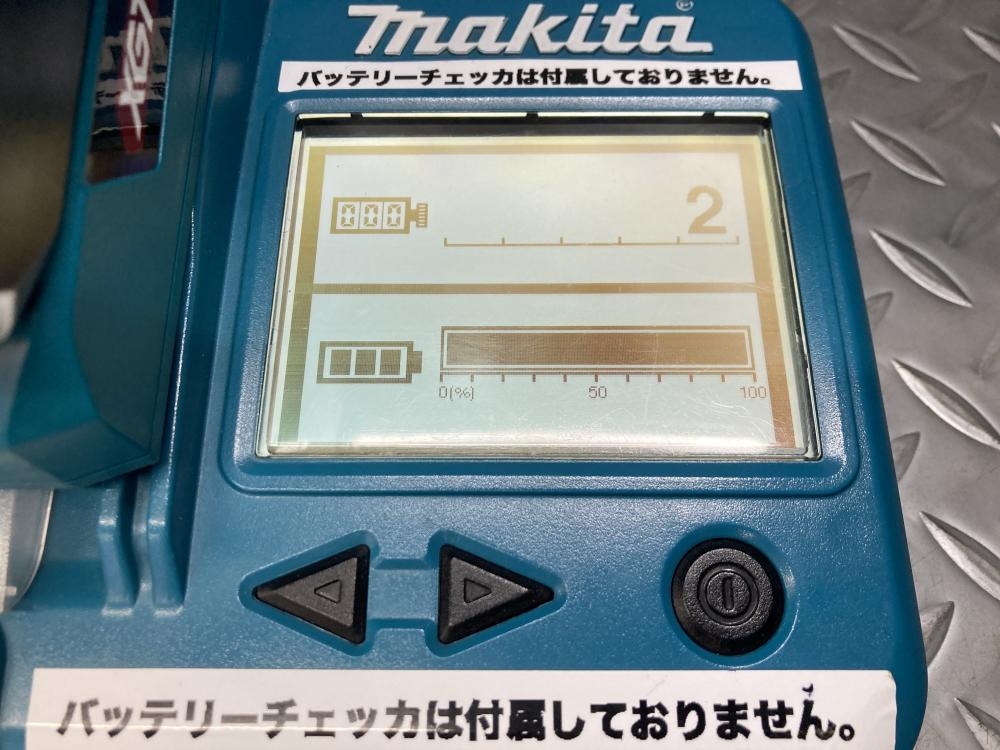 makita®
バッテリーチェッカは付属しておりません。
XGT
000
2
0(%) 50 100
バッテリーチェッカは付属しておりません。